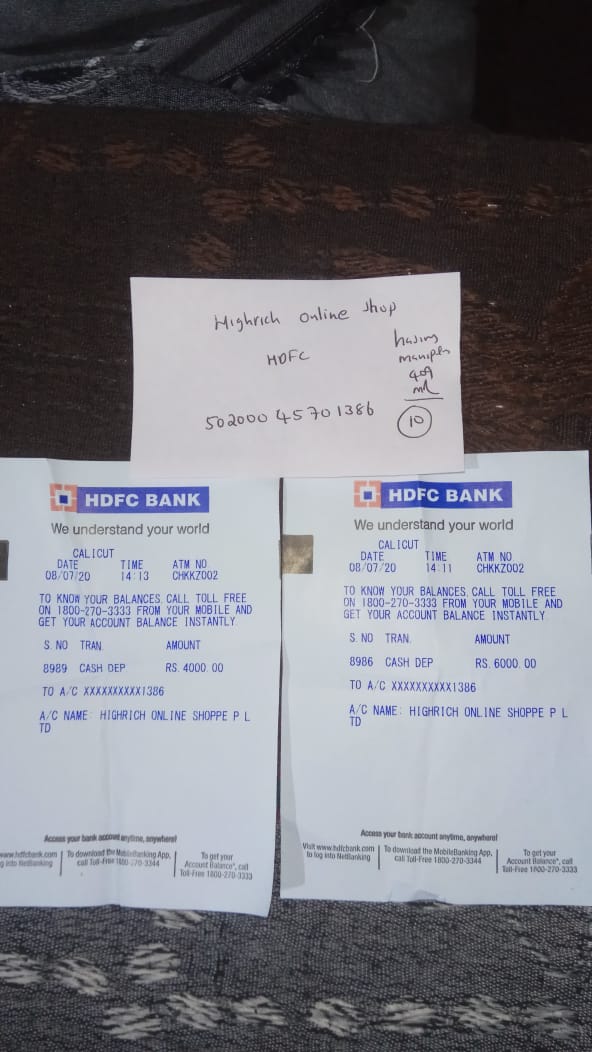 Highrich online shop
HDFC
50200045701386
409
10
HDFC BANK
We understand your world
CALICUT
DATE TIME ATM NO
08/07/20 14:13 CHKKZ002
TO KNOW YOUR BALANCES, CALL TOLL FREE
ON 1800-270-3333 FROM YOUR MOBILE AND
GET YOUR ACCOUNT BALANCE INSTANTLY
S.NO TRAN. AMOUNT
8989 CASH DEP RS.4000.00
TO A/C XXXXXXXXXX1386
A/C NAME: HIGHRICH ONLINE SHOPPE P L
TD
Access your bank account anytime, anywhere!
www.hdfcbank.com
to log into NetBanking
To download the MobileBanking App,
call Toll-Free 1800-270-3344
To get your
Account Balance*, call
Toll-Free 1800-270-3333
HDFC BANK
We understand your world
CALICUT
DATE TIME ATM NO
08/07/20 14:11 CHKKZ002
TO KNOW YOUR BALANCES, CALL TOLL FREE
ON 1800-270-3333 FROM YOUR MOBILE AND
GET YOUR ACCOUNT BALANCE INSTANTLY
S.NO TRAN. AMOUNT
8986 CASH DEP RS.6000.00
TO A/C XXXXXXXXXX1386
A/C NAME: HIGHRICH ONLINE SHOPPE P L
TD
Access your bank account anytime, anywhere!
Visit www.hdfcbank.com
to log into NetBanking
To download the MobileBanking App,
call Toll-Free 1800-270-3344
To get your
Account Balance*, call
Toll-Free 1800-270-3333